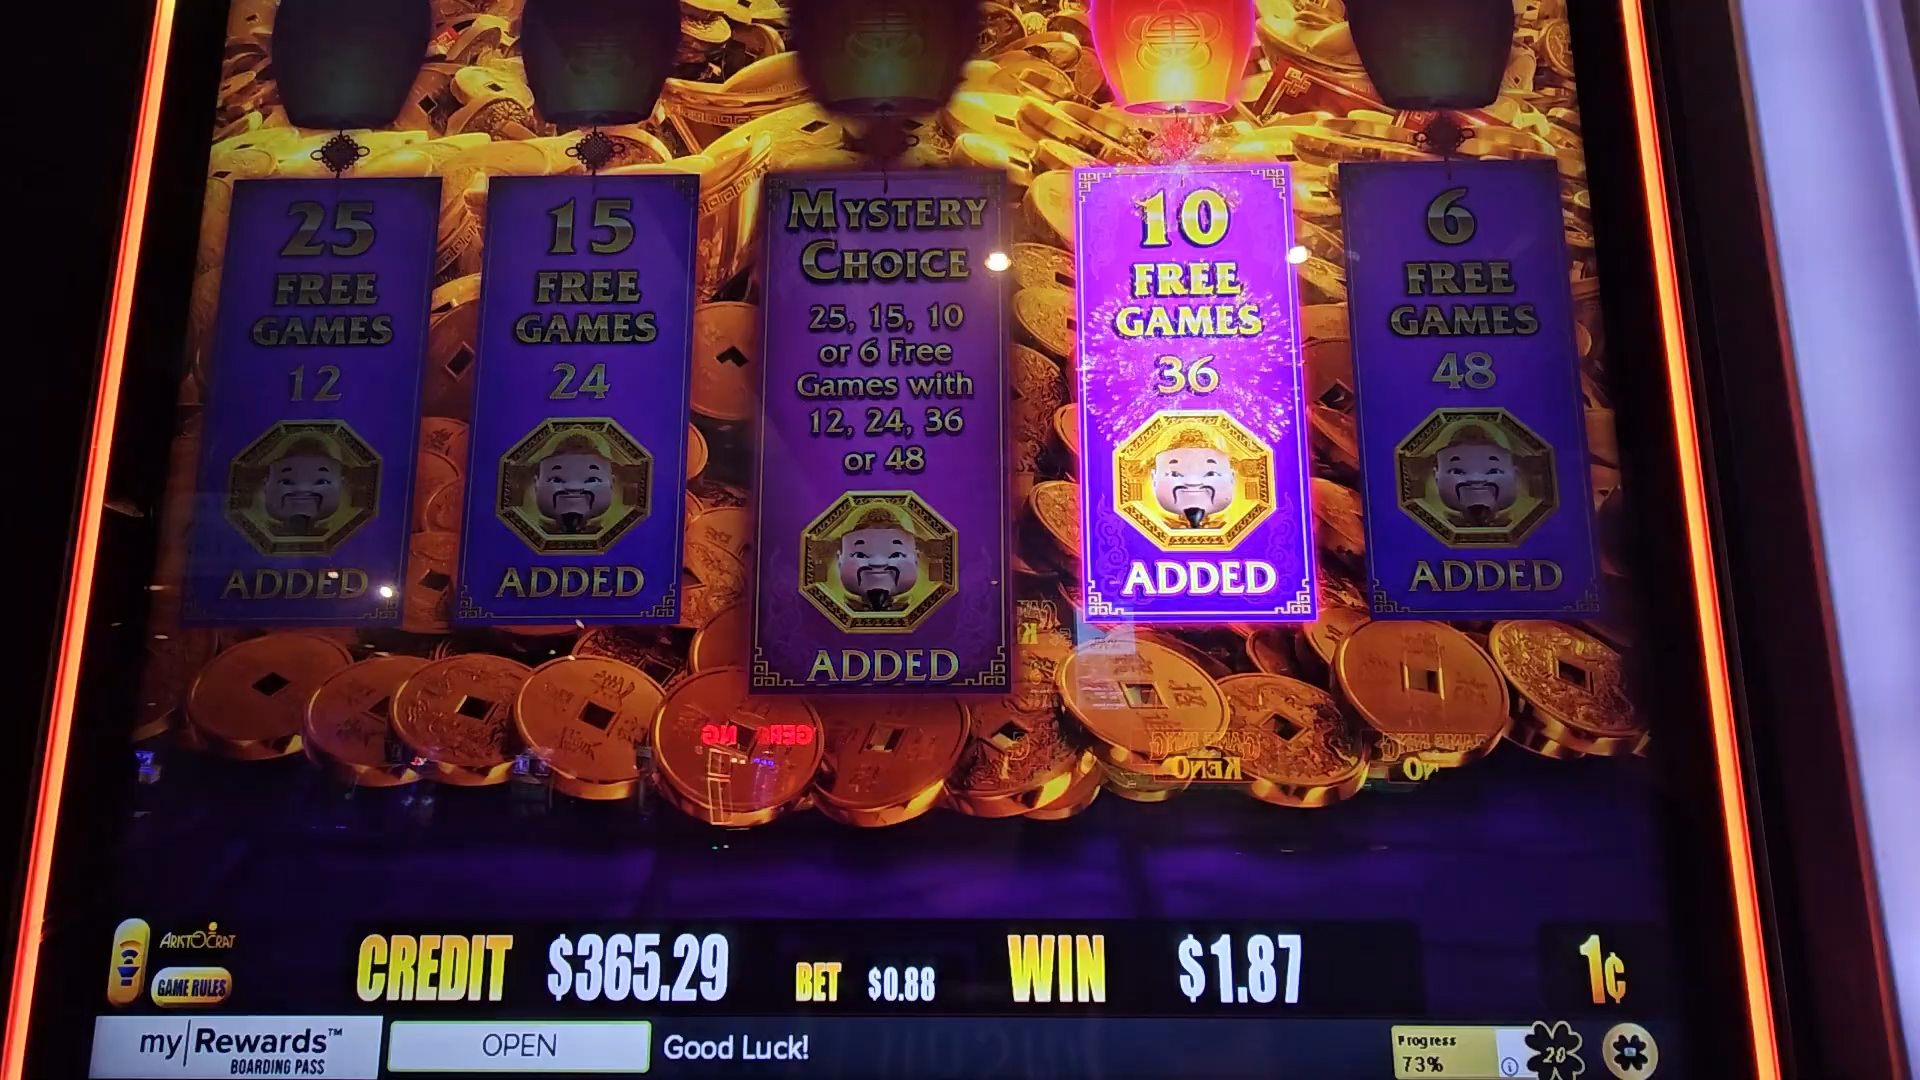 25
FREE
GAMES
12
ADDED
15
FREE
GAMES
24
ADDED
MYSTERY
CHOICE
25, 15, 10
or 6 Free
Games with
12, 24, 36
or 48
ADDED
10
FREE
GAMES
36
ADDED
6
FREE
GAMES
48
ADDED
KENO
ARISTOCRAT
GAME RULES
CREDIT $365.29
BET $0.88
WIN $1.87
1¢
my|Rewards™
BOARDING PASS
OPEN
Good Luck!
Progress
73%
20